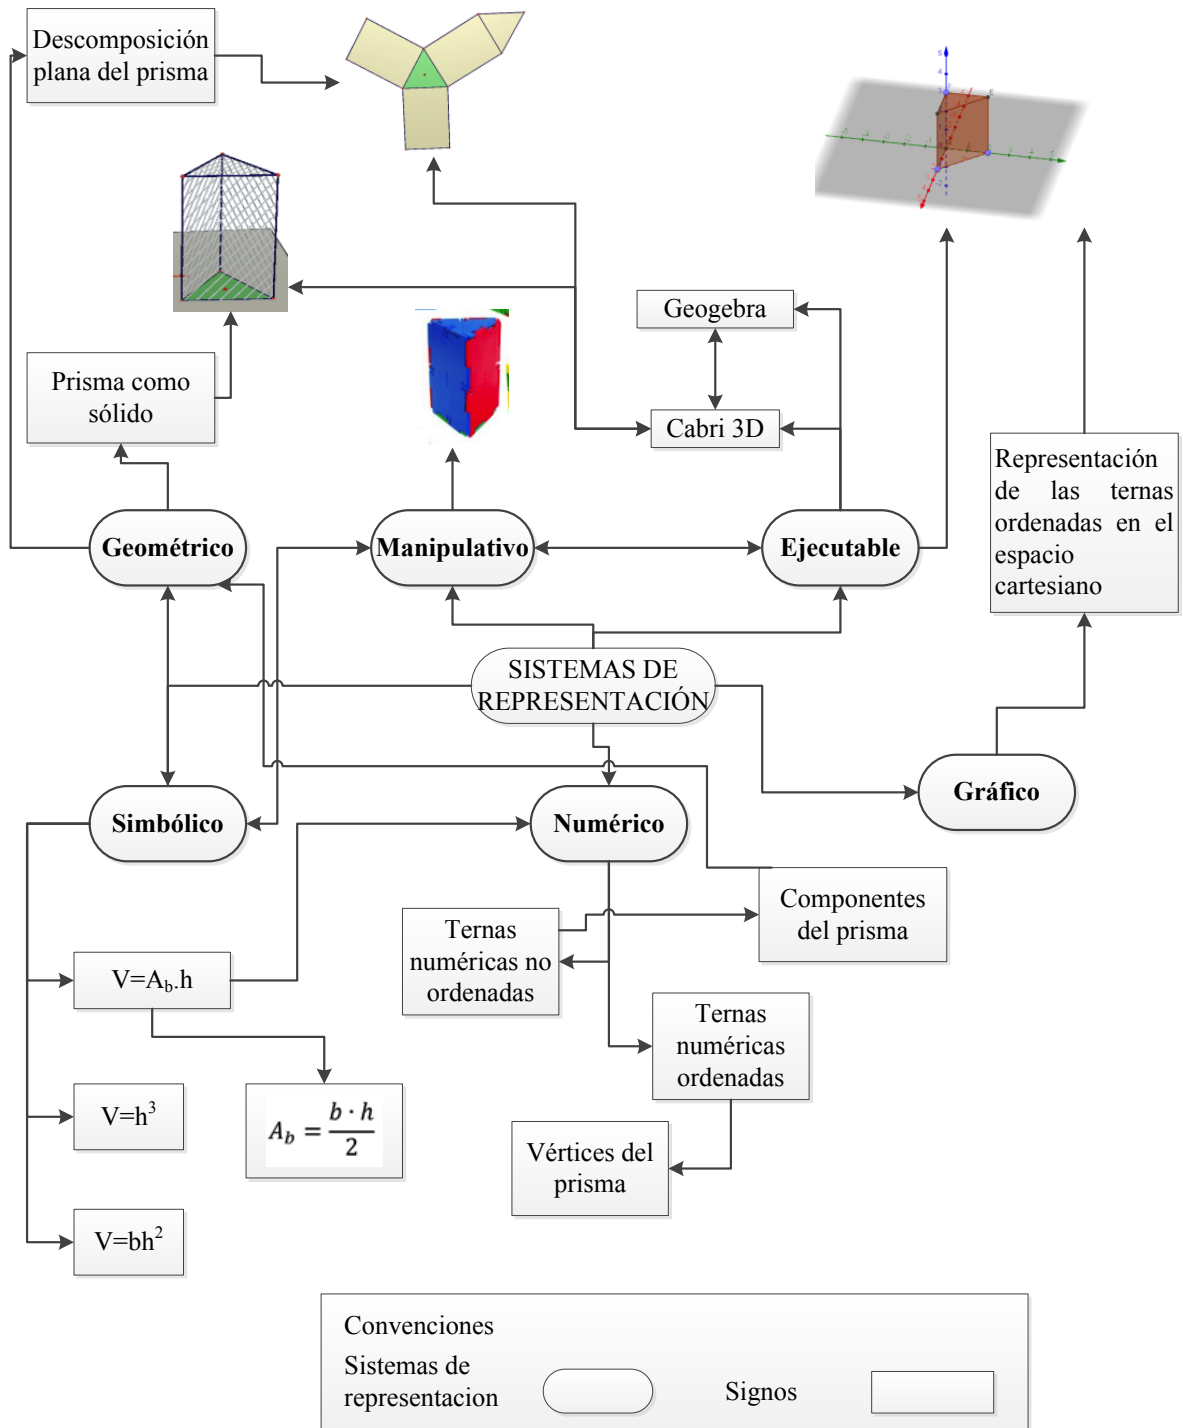 Descomposición
plana del prisma
Prisma como
sólido
Geogebra
Cabri 3D
Representación
de las ternas
ordenadas en el
espacio
cartesiano
Geométrico
Manipulativo
Ejecutable
SISTEMAS DE
REPRESENTACIÓN
Gráfico
Simbólico
Numérico
Componentes
del prisma
Ternas
numéricas no
ordenadas
V=A_b.h
Ternas
numéricas
ordenadas
V=h³
A_b = b · h / 2
Vértices del
prisma
V=bh²
Convenciones
Sistemas de
representacion
Signos